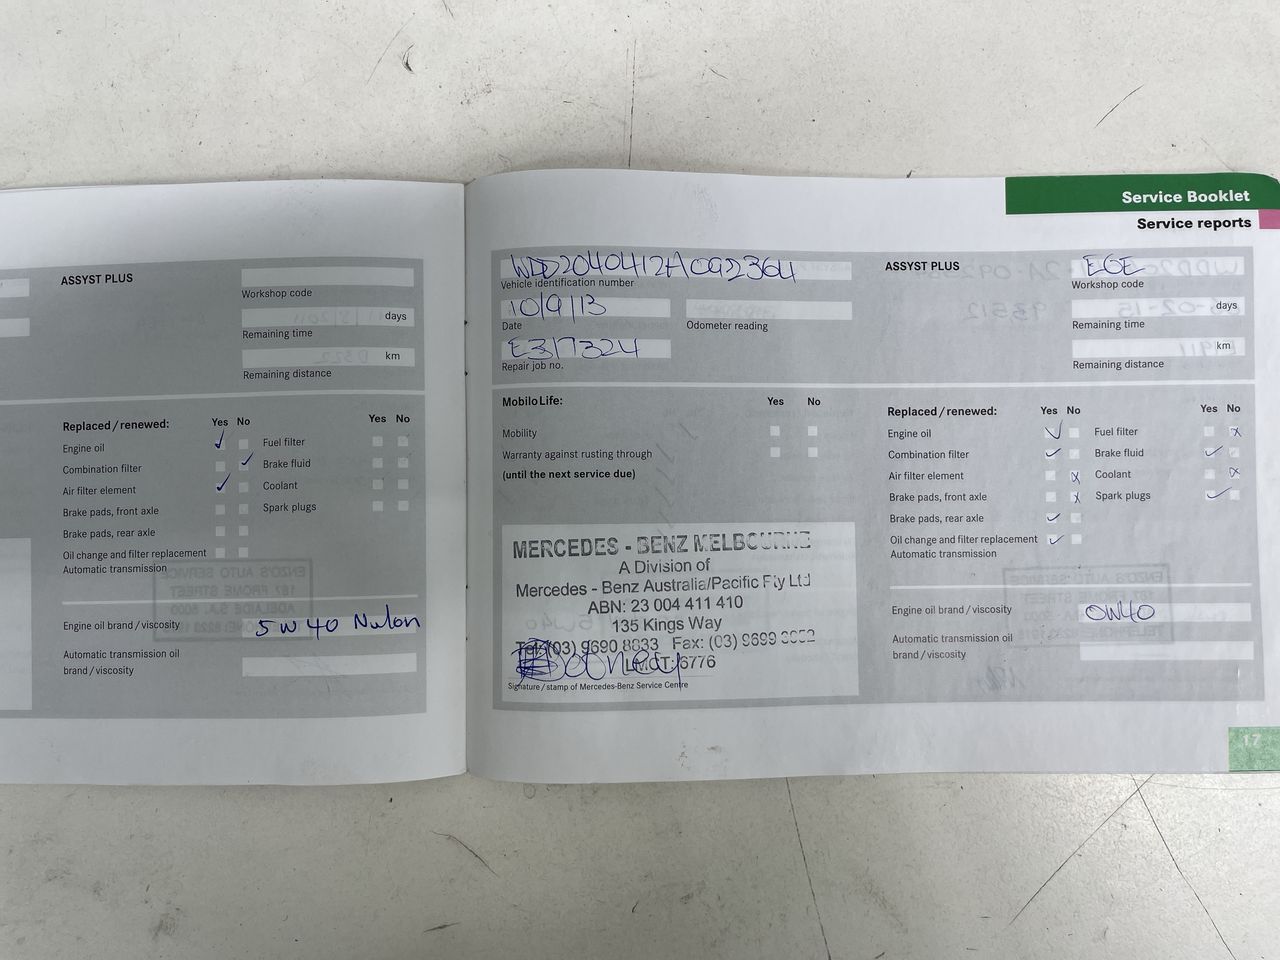 ASSYST PLUS
Workshop code
days
Remaining time
km
Remaining distance
Replaced / renewed:
Yes No
Yes No
Engine oil
Fuel filter
Combination filter
Brake fluid
Air filter element
Coolant
Brake pads, front axle
Spark plugs
Brake pads, rear axle
Oil change and filter replacement
Automatic transmission
Engine oil brand / viscosity
5W40 Nulon
Automatic transmission oil
brand / viscosity
Service Booklet
Service reports
WDD2040412A092364
Vehicle identification number
10/9/13
Date
Odometer reading
E317324
Repair job no.
ASSYST PLUS
EGE
Workshop code
days
Remaining time
km
Remaining distance
MobiloLife:
Yes No
Mobility
Warranty against rusting through
(until the next service due)
MERCEDES - BENZ MELBOURNE
A Division of
Mercedes - Benz Australia/Pacific Pty Ltd
ABN: 23 004 411 410
135 Kings Way
Tel: (03) 9690 8833 Fax: (03) 9699
LMCT: 6776
Signature / stamp of Mercedes-Benz Service Centre
Replaced / renewed:
Yes No
Yes No
Engine oil
Fuel filter
Combination filter
Brake fluid
Air filter element
Coolant
Brake pads, front axle
Spark plugs
Brake pads, rear axle
Oil change and filter replacement
Automatic transmission
Engine oil brand / viscosity
0W40
Automatic transmission oil
brand / viscosity
17